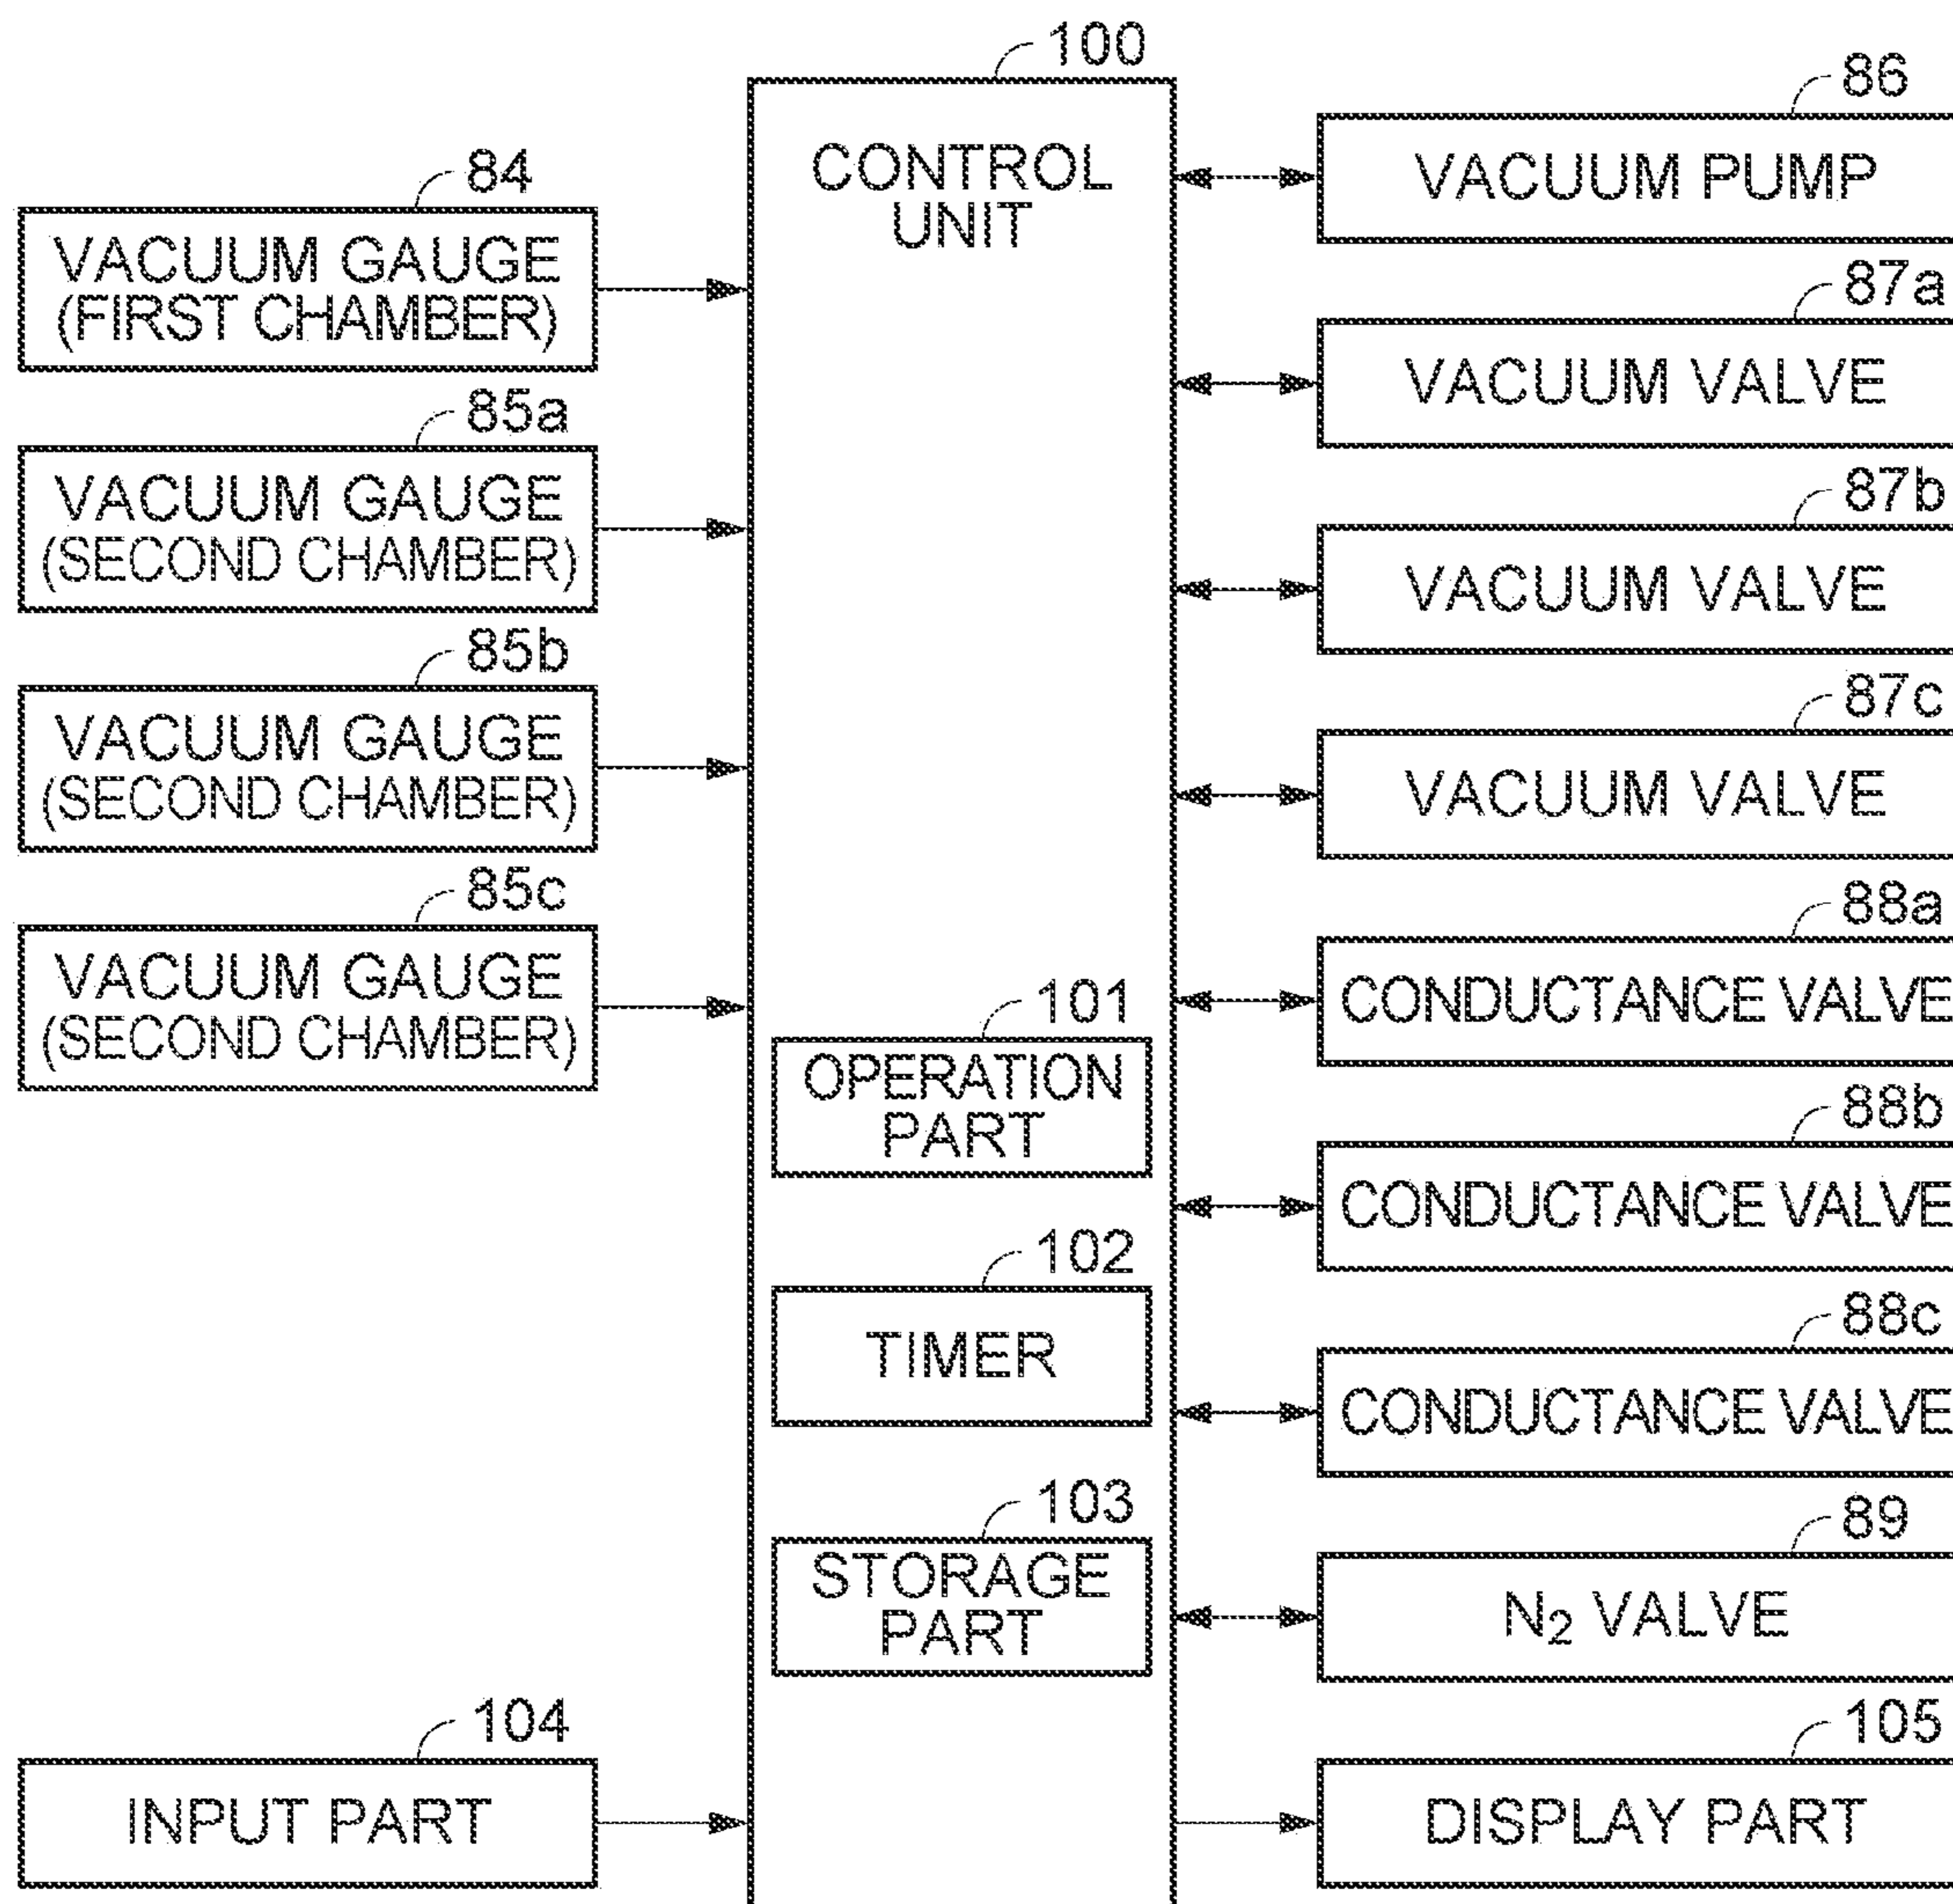 100
CONTROL
UNIT
84
VACUUM GAUGE
(FIRST CHAMBER)
85a
VACUUM GAUGE
(SECOND CHAMBER)
85b
VACUUM GAUGE
(SECOND CHAMBER)
85c
VACUUM GAUGE
(SECOND CHAMBER)
104
INPUT PART
101
OPERATION
PART
102
TIMER
103
STORAGE
PART
86
VACUUM PUMP
87a
VACUUM VALVE
87b
VACUUM VALVE
87c
VACUUM VALVE
88a
CONDUCTANCE VALVE
88b
CONDUCTANCE VALVE
88c
CONDUCTANCE VALVE
89
N₂ VALVE
105
DISPLAY PART